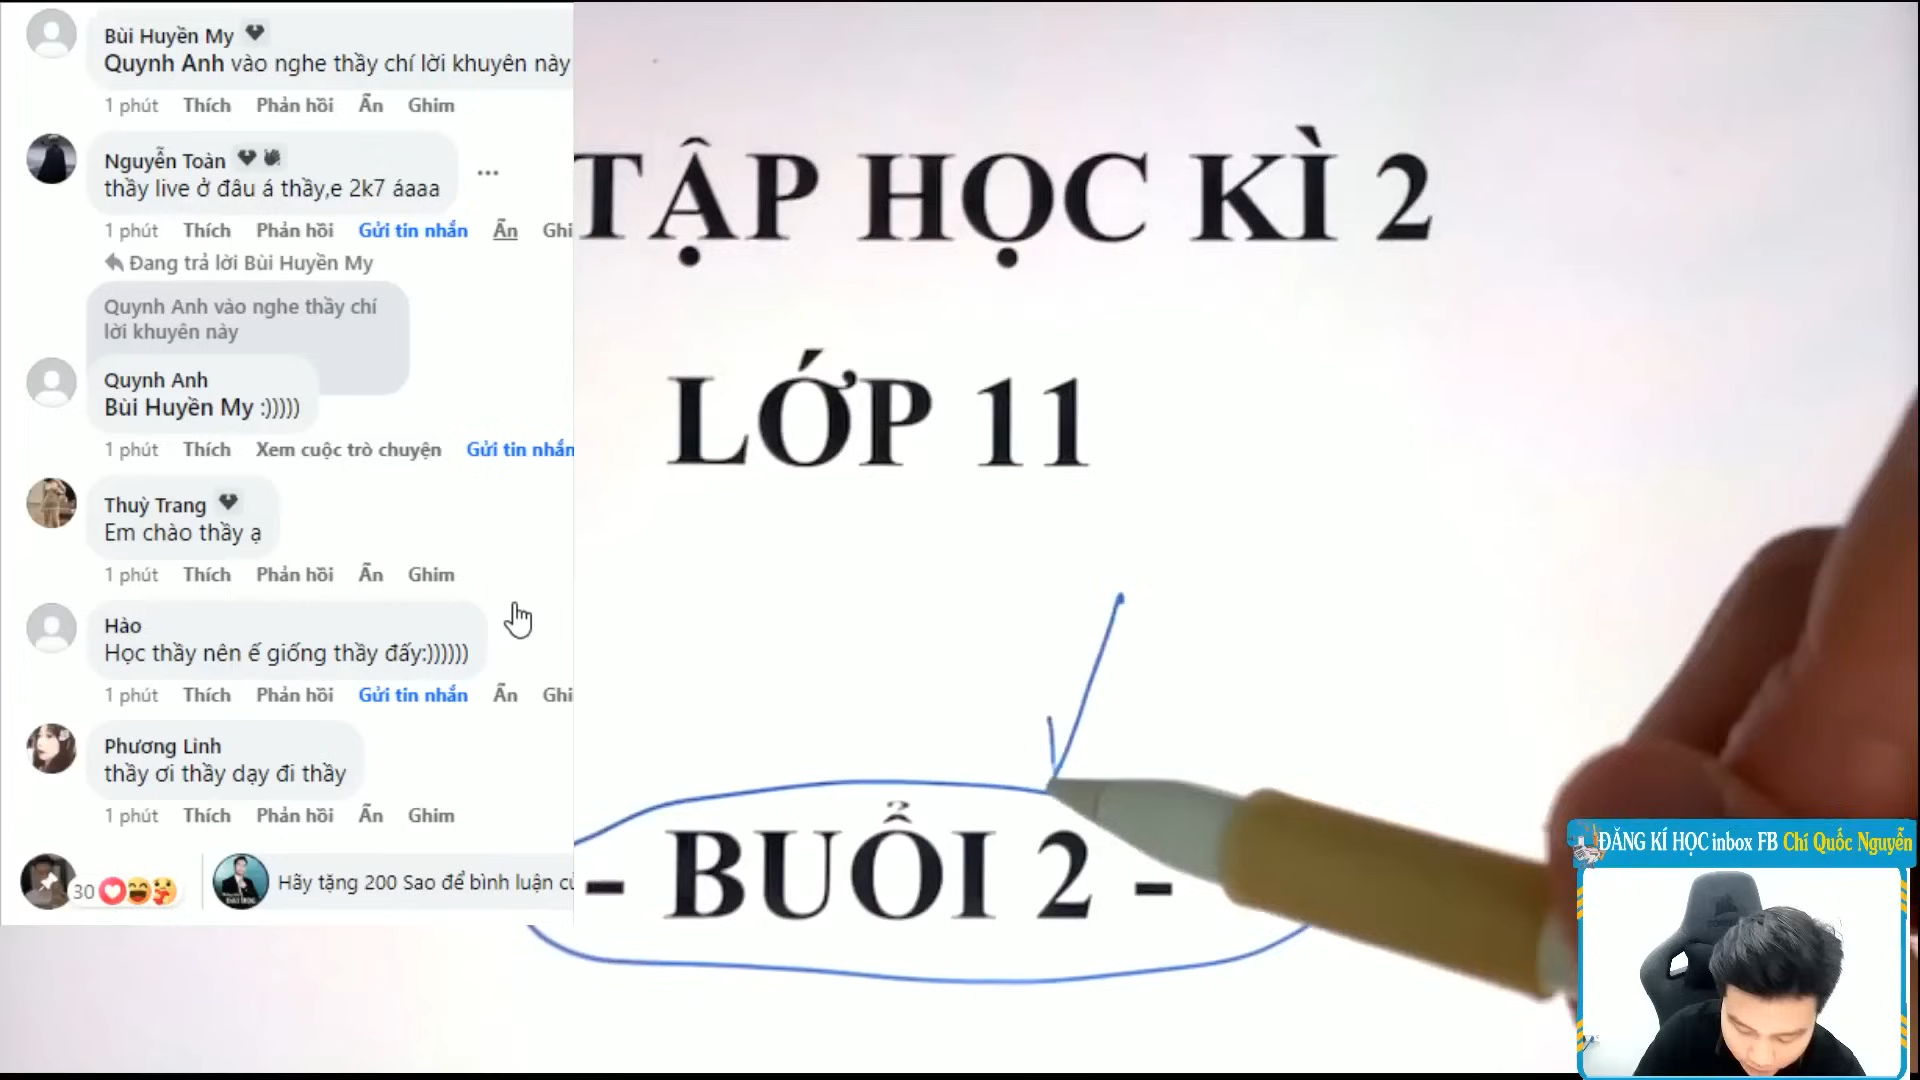 Bùi Huyền My
Quynh Anh vào nghe thầy chí lời khuyên này
1 phút Thích Phản hồi Ẩn Ghim
Nguyễn Toàn
thầy live ở đâu á thầy,e 2k7 áaaa
1 phút Thích Phản hồi Gửi tin nhắn Ẩn Ghi
Đang trả lời Bùi Huyền My
Quynh Anh vào nghe thầy chí
lời khuyên này
Quynh Anh
Bùi Huyền My :)))))
1 phút Thích Xem cuộc trò chuyện Gửi tin nhắn
Thuỳ Trang
Em chào thầy ạ
1 phút Thích Phản hồi Ẩn Ghim
Hảo
Học thầy nên ế giống thầy đấy:))))))
1 phút Thích Phản hồi Gửi tin nhắn Ẩn Ghi
Phương Linh
thầy ơi thầy dạy đi thầy
1 phút Thích Phản hồi Ẩn Ghim
30
Hãy tặng 200 Sao để bình luận
TẬP HỌC KÌ 2
LỚP 11
- BUỔI 2 -
ĐĂNG KÍ HỌC inbox FB Chí Quốc Nguyễn